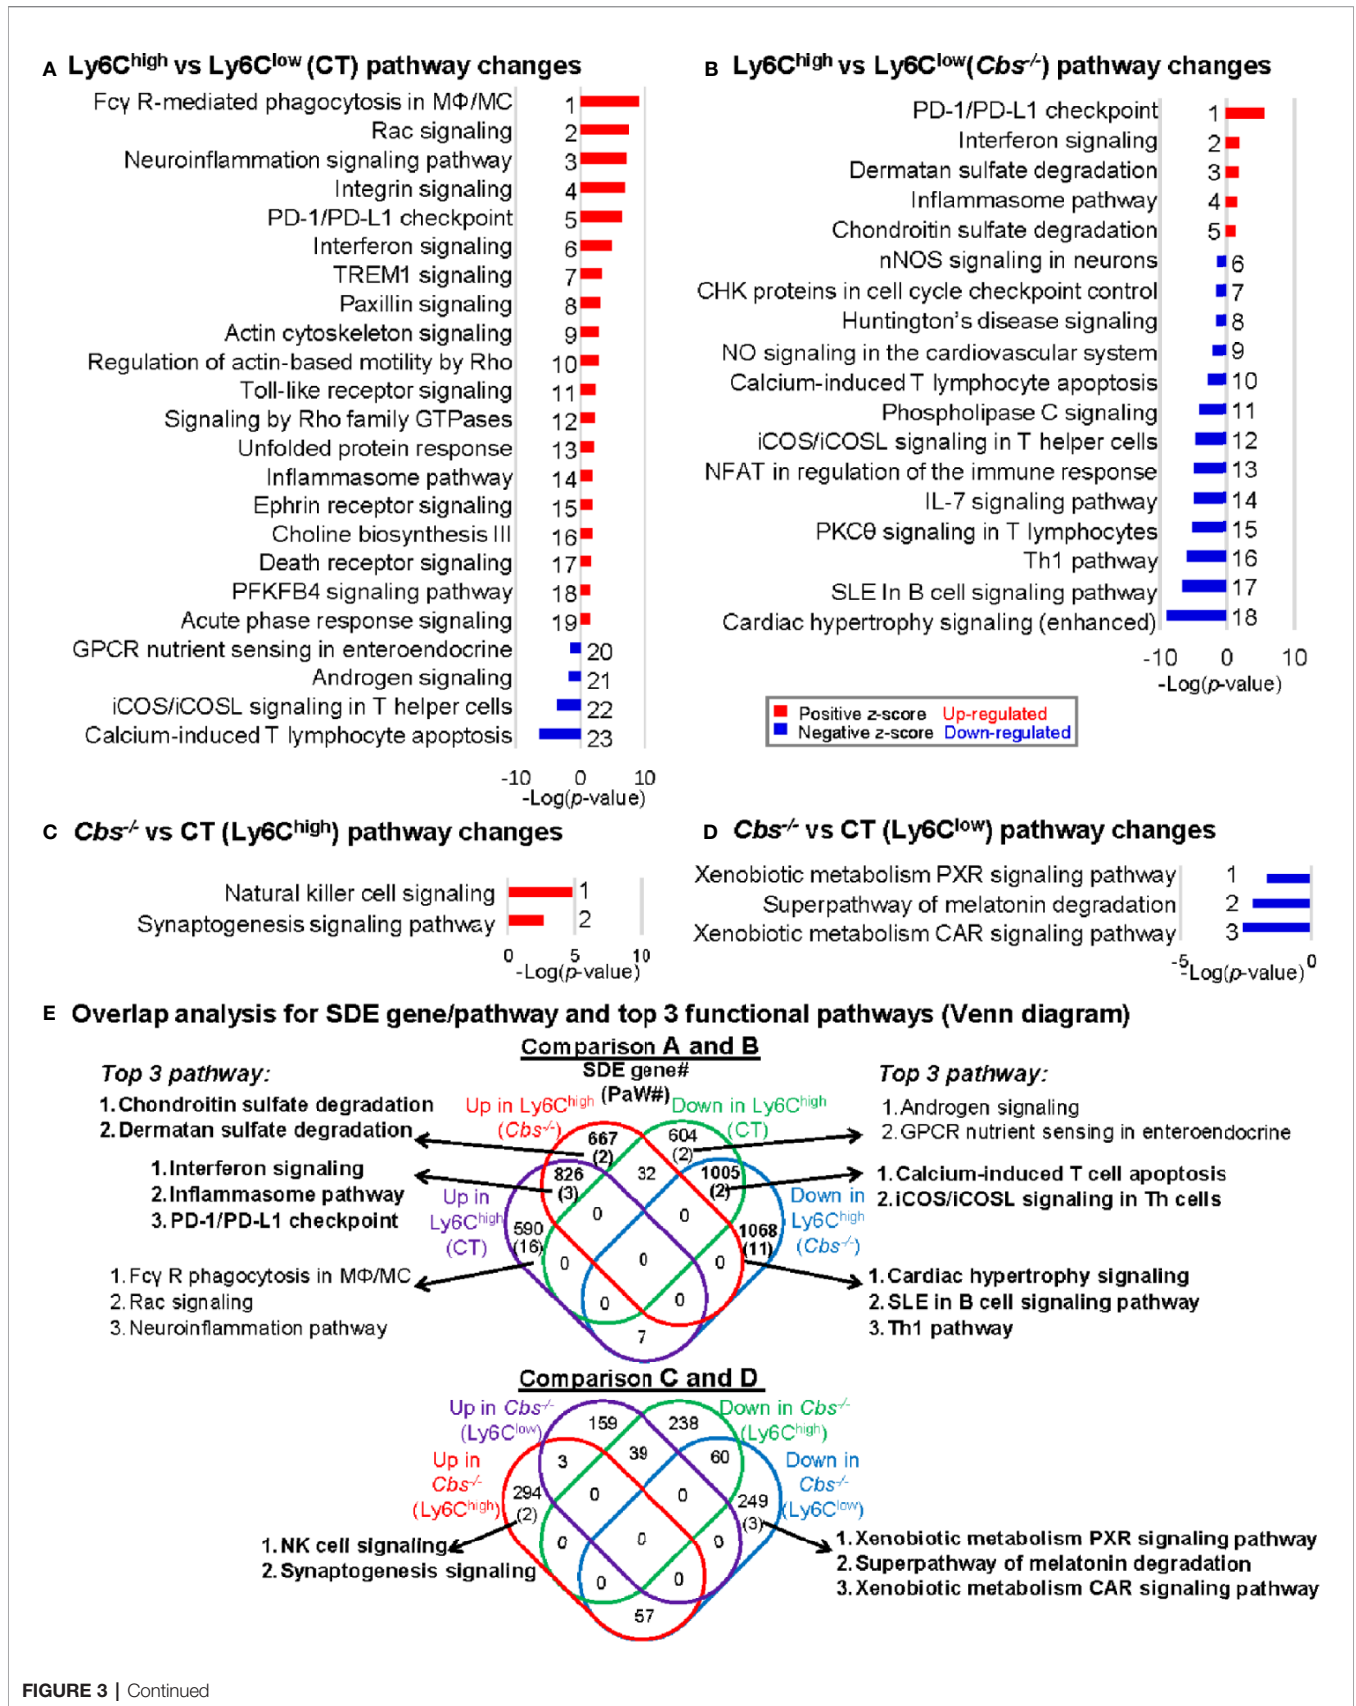 A Ly6Chigh vs Ly6Clow (CT) pathway changes
Fcγ R-mediated phagocytosis in MΦ/MC 1
Rac signaling 2
Neuroinflammation signaling pathway 3
Integrin signaling 4
PD-1/PD-L1 checkpoint 5
Interferon signaling 6
TREM1 signaling 7
Paxillin signaling 8
Actin cytoskeleton signaling 9
Regulation of actin-based motility by Rho 10
Toll-like receptor signaling 11
Signaling by Rho family GTPases 12
Unfolded protein response 13
Inflammasome pathway 14
Ephrin receptor signaling 15
Choline biosynthesis III 16
Death receptor signaling 17
PFKFB4 signaling pathway 18
Acute phase response signaling 19
GPCR nutrient sensing in enteroendocrine 20
Androgen signaling 21
iCOS/iCOSL signaling in T helper cells 22
Calcium-induced T lymphocyte apoptosis 23
-10 0 10
-Log(p-value)
B Ly6Chigh vs Ly6Clow(Cbs-/-) pathway changes
PD-1/PD-L1 checkpoint 1
Interferon signaling 2
Dermatan sulfate degradation 3
Inflammasome pathway 4
Chondroitin sulfate degradation 5
nNOS signaling in neurons 6
CHK proteins in cell cycle checkpoint control 7
Huntington's disease signaling 8
NO signaling in the cardiovascular system 9
Calcium-induced T lymphocyte apoptosis 10
Phospholipase C signaling 11
iCOS/iCOSL signaling in T helper cells 12
NFAT in regulation of the immune response 13
IL-7 signaling pathway 14
PKCθ signaling in T lymphocytes 15
Th1 pathway 16
SLE In B cell signaling pathway 17
Cardiac hypertrophy signaling (enhanced) 18
-10 0 10
-Log(p-value)
Positive z-score Up-regulated
Negative z-score Down-regulated
C Cbs-/- vs CT (Ly6Chigh) pathway changes
Natural killer cell signaling 1
Synaptogenesis signaling pathway 2
0 5 10
-Log(p-value)
D Cbs-/- vs CT (Ly6Clow) pathway changes
Xenobiotic metabolism PXR signaling pathway 1
Superpathway of melatonin degradation 2
Xenobiotic metabolism CAR signaling pathway 3
-5 0
-Log(p-value)
E Overlap analysis for SDE gene/pathway and top 3 functional pathways (Venn diagram)
Comparison A and B
SDE gene#
(PaW#)
Top 3 pathway:
1. Chondroitin sulfate degradation
2. Dermatan sulfate degradation
1. Interferon signaling
2. Inflammasome pathway
3. PD-1/PD-L1 checkpoint
1. Fcγ R phagocytosis in MΦ/MC
2. Rac signaling
3. Neuroinflammation pathway
Up in Ly6Chigh
(Cbs-/-)
Down in Ly6Chigh
(CT)
Up in
Ly6Chigh
(CT)
Down in
Ly6Chigh
(Cbs-/-)
667
(2)
604
(2)
826
(3)
32
1005
(2)
590
(16)
0
0
1068
(11)
0
0
0
0
0
7
Top 3 pathway:
1. Androgen signaling
2. GPCR nutrient sensing in enteroendocrine
1. Calcium-induced T cell apoptosis
2. iCOS/iCOSL signaling in Th cells
1. Cardiac hypertrophy signaling
2. SLE in B cell signaling pathway
3. Th1 pathway
Comparison C and D
Up in Cbs-/-
(Ly6Clow)
Down in Cbs-/-
(Ly6Chigh)
Up in
Cbs-/-
(Ly6Chigh)
Down in
Cbs-/-
(Ly6Clow)
159
238
3
39
60
294
(2)
0
0
249
(3)
0
0
0
0
0
57
1. NK cell signaling
2. Synaptogenesis signaling
1. Xenobiotic metabolism PXR signaling pathway
2. Superpathway of melatonin degradation
3. Xenobiotic metabolism CAR signaling pathway
FIGURE 3 | Continued